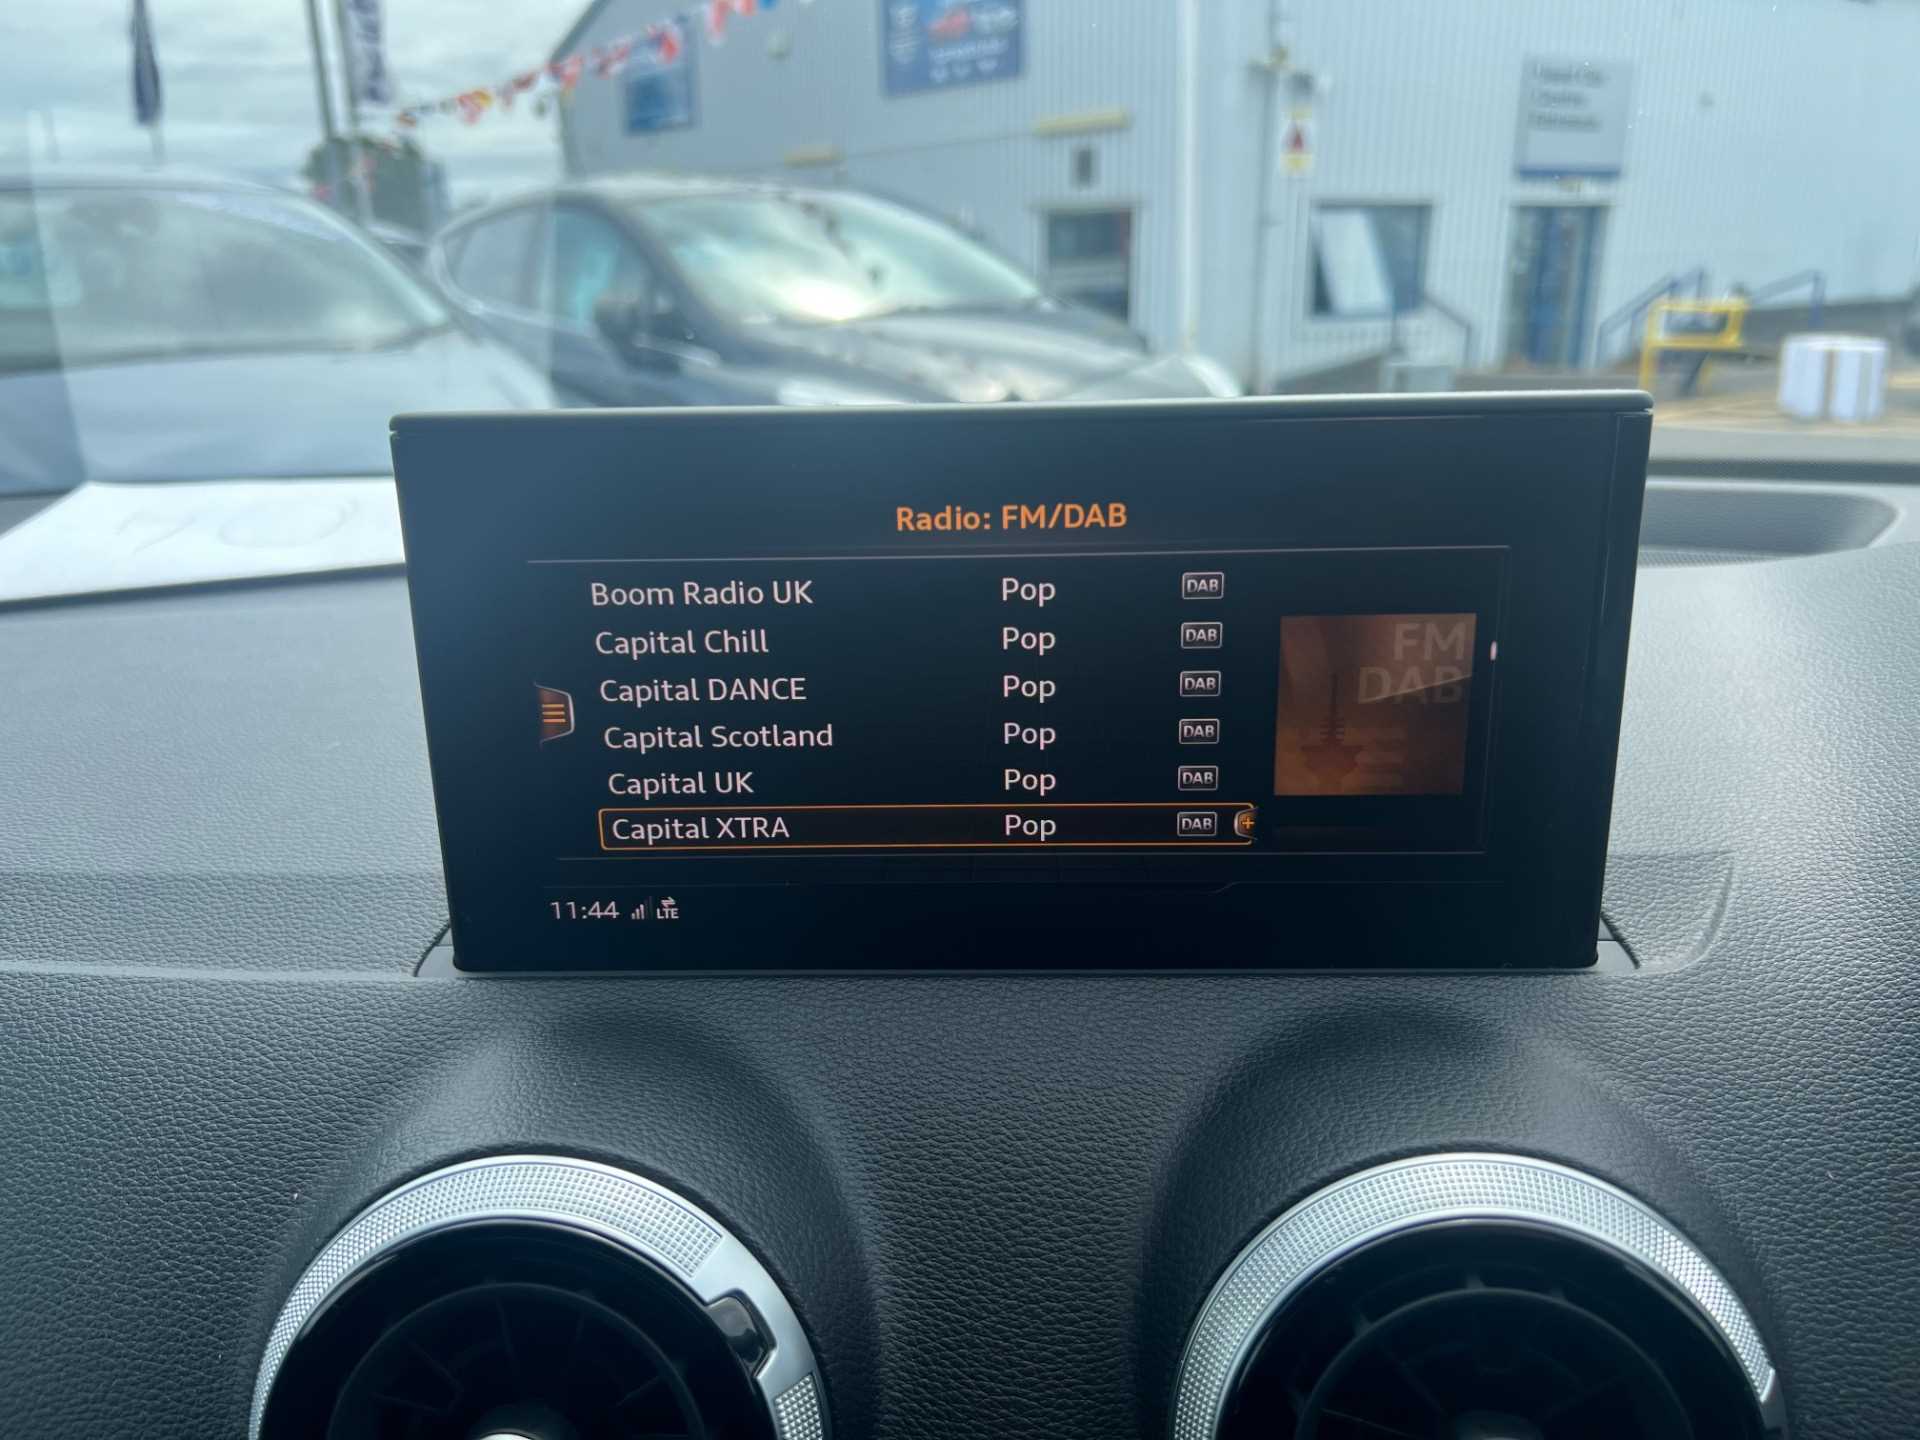 Radio: FM/DAB
Boom Radio UK Pop DAB
Capital Chill Pop DAB
Capital DANCE Pop DAB
Capital Scotland Pop DAB
Capital UK Pop DAB
Capital XTRA Pop DAB
FM
DAB
11:44 LTE